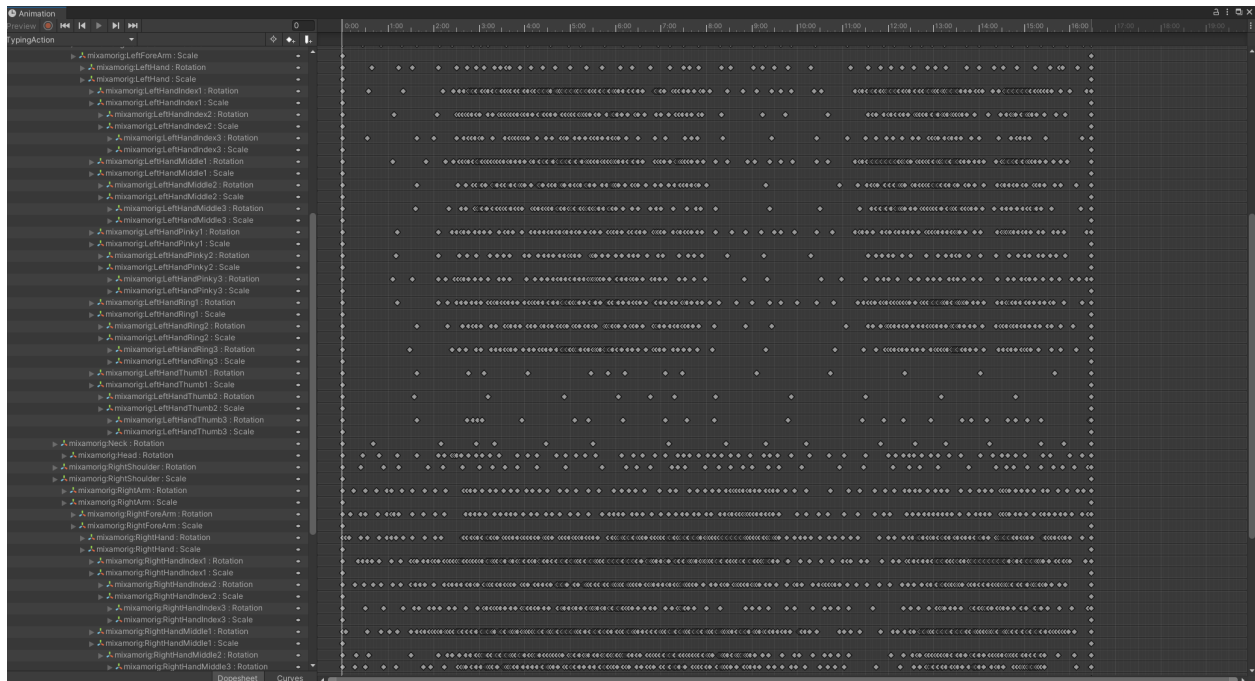 Animation
Preview 0 0:00 1:00 2:00 3:00 4:00 5:00 6:00 7:00 8:00 9:00 10:00 11:00 12:00 13:00 14:00 15:00 16:00 17:00 18:00 19:00
TypingAction
mixamorig:LeftForeArm : Scale
mixamorig:LeftHand : Rotation
mixamorig:LeftHand : Scale
mixamorig:LeftHandIndex1 : Rotation
mixamorig:LeftHandIndex1 : Scale
mixamorig:LeftHandIndex2 : Rotation
mixamorig:LeftHandIndex2 : Scale
mixamorig:LeftHandIndex3 : Rotation
mixamorig:LeftHandIndex3 : Scale
mixamorig:LeftHandMiddle1 : Rotation
mixamorig:LeftHandMiddle1 : Scale
mixamorig:LeftHandMiddle2 : Rotation
mixamorig:LeftHandMiddle2 : Scale
mixamorig:LeftHandMiddle3 : Rotation
mixamorig:LeftHandMiddle3 : Scale
mixamorig:LeftHandPinky1 : Rotation
mixamorig:LeftHandPinky1 : Scale
mixamorig:LeftHandPinky2 : Rotation
mixamorig:LeftHandPinky2 : Scale
mixamorig:LeftHandPinky3 : Rotation
mixamorig:LeftHandPinky3 : Scale
mixamorig:LeftHandRing1 : Rotation
mixamorig:LeftHandRing1 : Scale
mixamorig:LeftHandRing2 : Rotation
mixamorig:LeftHandRing2 : Scale
mixamorig:LeftHandRing3 : Rotation
mixamorig:LeftHandRing3 : Scale
mixamorig:LeftHandThumb1 : Rotation
mixamorig:LeftHandThumb1 : Scale
mixamorig:LeftHandThumb2 : Rotation
mixamorig:LeftHandThumb2 : Scale
mixamorig:LeftHandThumb3 : Rotation
mixamorig:LeftHandThumb3 : Scale
mixamorig:Neck : Rotation
mixamorig:Head : Rotation
mixamorig:RightShoulder : Rotation
mixamorig:RightShoulder : Scale
mixamorig:RightArm : Rotation
mixamorig:RightArm : Scale
mixamorig:RightForeArm : Rotation
mixamorig:RightForeArm : Scale
mixamorig:RightHand : Rotation
mixamorig:RightHand : Scale
mixamorig:RightHandIndex1 : Rotation
mixamorig:RightHandIndex1 : Scale
mixamorig:RightHandIndex2 : Rotation
mixamorig:RightHandIndex2 : Scale
mixamorig:RightHandIndex3 : Rotation
mixamorig:RightHandIndex3 : Scale
mixamorig:RightHandMiddle1 : Rotation
mixamorig:RightHandMiddle1 : Scale
mixamorig:RightHandMiddle2 : Rotation
mixamorig:RightHandMiddle3 : Rotation
Dopesheet Curves